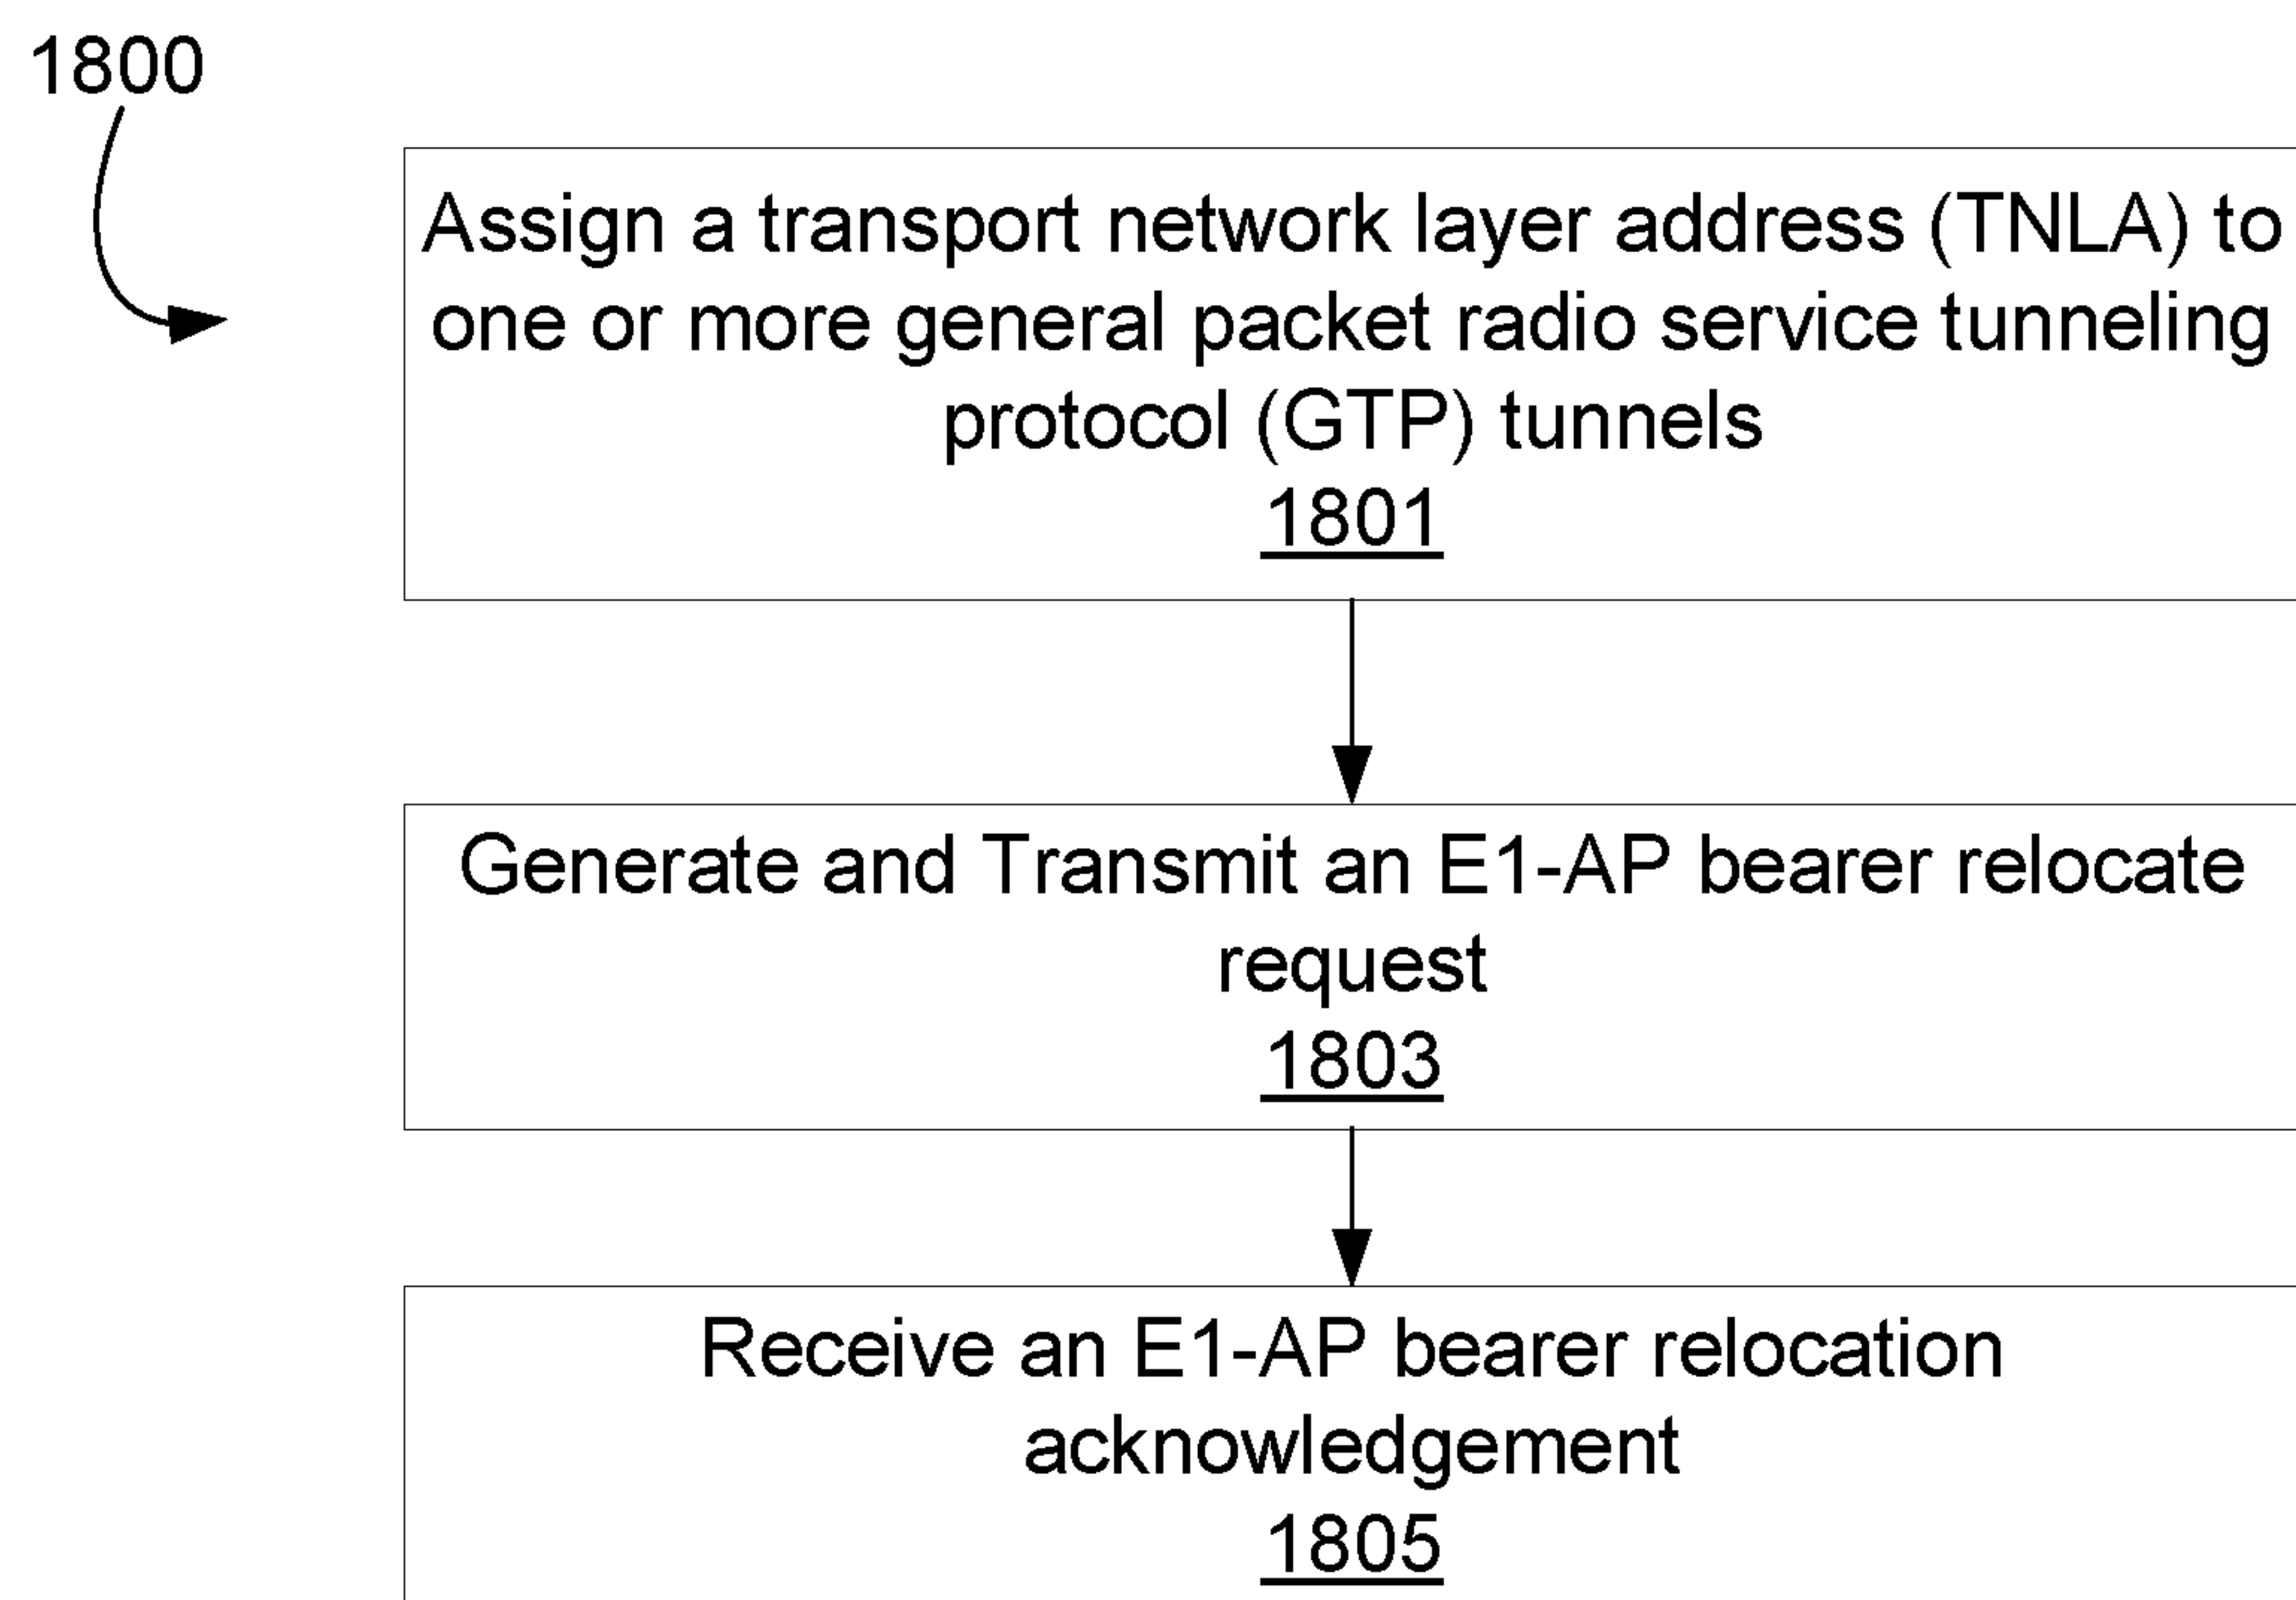 1800
Assign a transport network layer address (TNLA) to
one or more general packet radio service tunneling
protocol (GTP) tunnels
1801
Generate and Transmit an E1-AP bearer relocate
request
1803
Receive an E1-AP bearer relocation
acknowledgement
1805